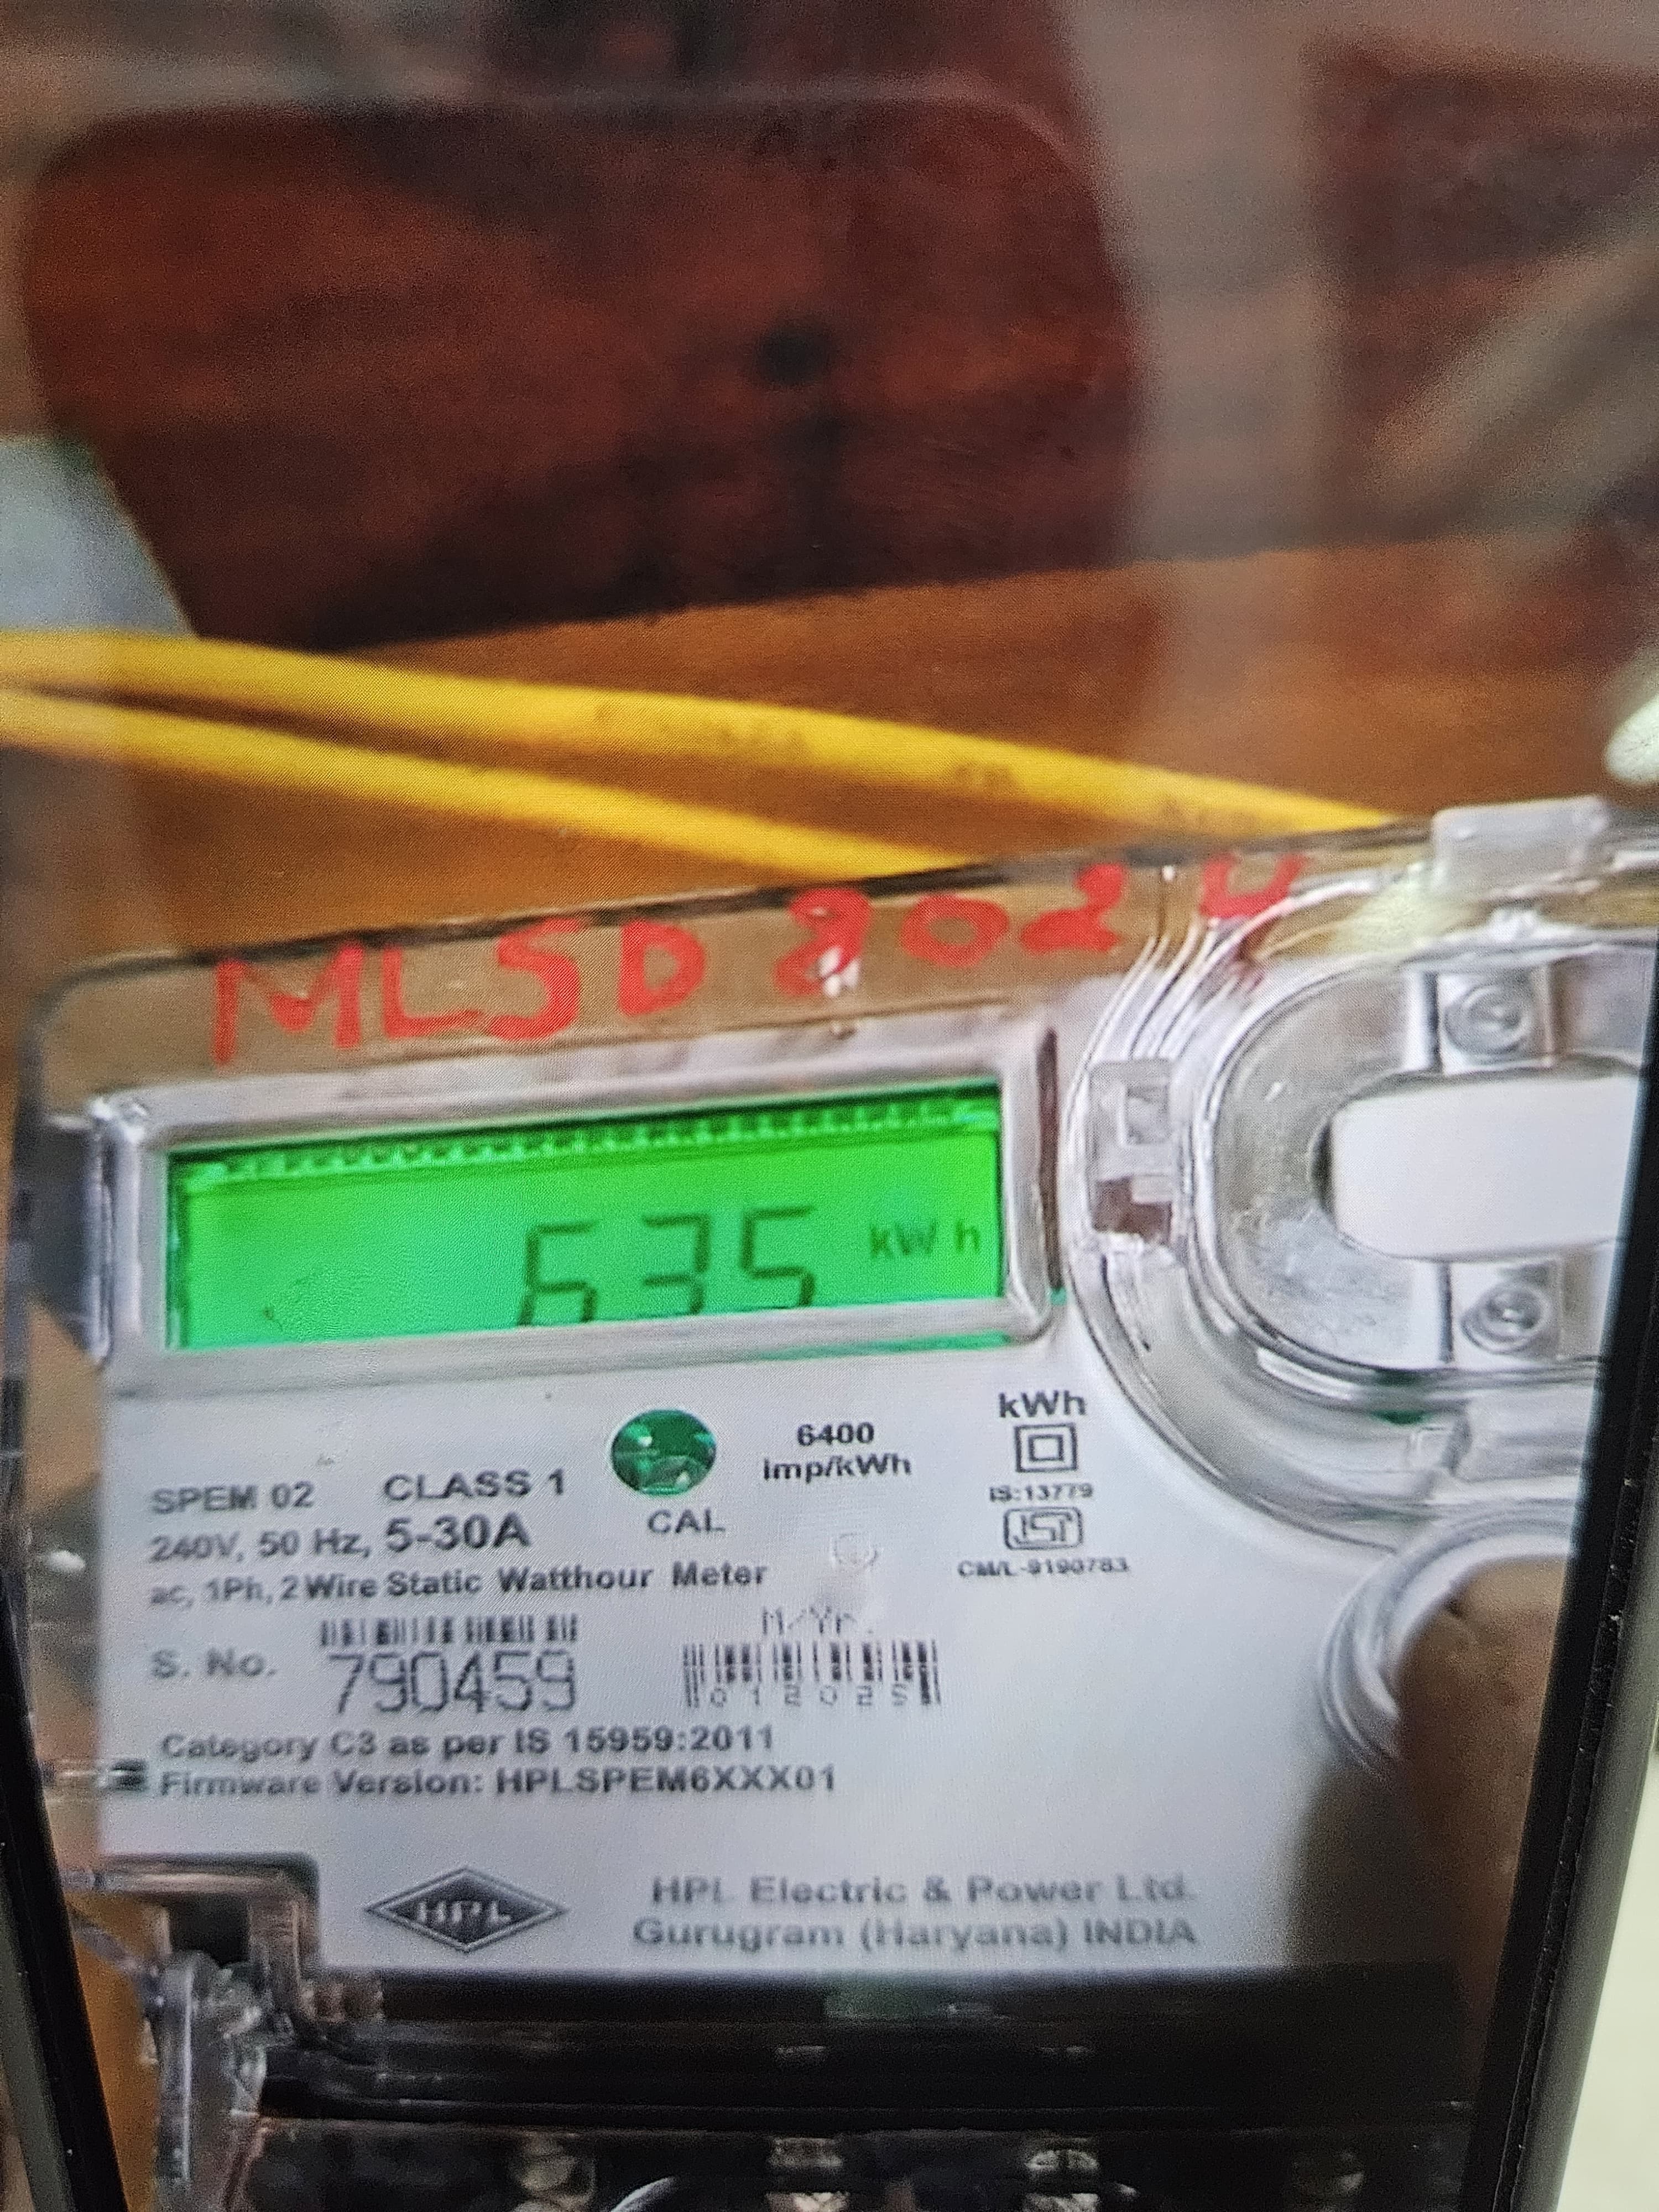 MLSD 802
635 kWh
6400
imp/kWh
kWh
SPEM 02 CLASS 1
CAL
IS:13779
240V, 50 Hz, 5-30A
CM/L-9190783
ac, 1Ph, 2 Wire Static Watthour Meter
M/Yr.
S. No. 790459
012025
Category C3 as per IS 15959:2011
Firmware Version: HPLSPEM6XXX01
HPL
HPL Electric & Power Ltd.
Gurugram (Haryana) INDIA